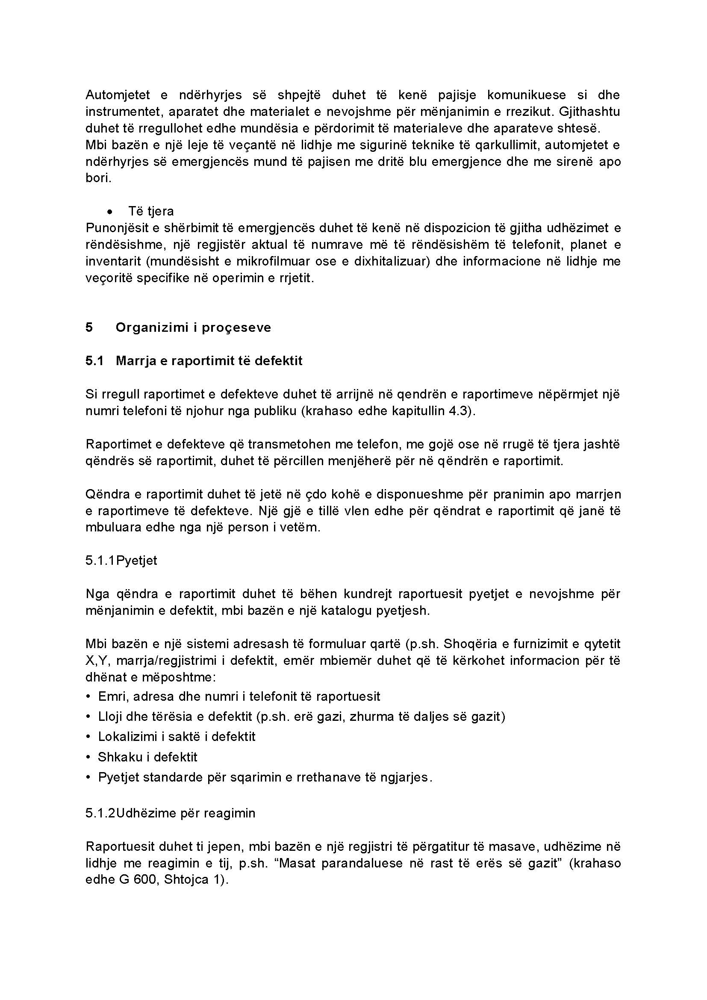 Automjetet e ndërhyrjes së shpejtë duhet të kenë pajisje komunikuese si dhe
instrumentet, aparatet dhe materialet e nevojshme për mënjanimin e rrezikut. Gjithashtu
duhet të rregullohet edhe mundësia e përdorimit të materialeve dhe aparateve shtesë.
Mbi bazën e një leje të veçantë në lidhje me sigurinë teknike të qarkullimit, automjetet e
ndërhyrjes së emergjencës mund të pajisen me dritë blu emergjence dhe me sirenë apo
bori.
• Të tjera
Punonjësit e shërbimit të emergjencës duhet të kenë në dispozicion të gjitha udhëzimet e
rëndësishme, një regjistër aktual të numrave më të rëndësishëm të telefonit, planet e
inventarit (mundësisht e mikrofilmuar ose e dixhitalizuar) dhe informacione në lidhje me
veçoritë specifike në operimin e rrjetit.
5 Organizimi i proçeseve
5.1 Marrja e raportimit të defektit
Si rregull raportimet e defekteve duhet të arrijnë në qendrën e raportimeve nëpërmjet një
numri telefoni të njohur nga publiku (krahaso edhe kapitullin 4.3).
Raportimet e defekteve që transmetohen me telefon, me gojë ose në rrugë të tjera jashtë
qëndrës së raportimit, duhet të përcillen menjëherë për në qëndrën e raportimit.
Qëndra e raportimit duhet të jetë në çdo kohë e disponueshme për pranimin apo marrjen
e raportimeve të defekteve. Një gjë e tillë vlen edhe për qëndrat e raportimit që janë të
mbuluara edhe nga një person i vetëm.
5.1.1Pyetjet
Nga qëndra e raportimit duhet të bëhen kundrejt raportuesit pyetjet e nevojshme për
mënjanimin e defektit, mbi bazën e një katalogu pyetjesh.
Mbi bazën e një sistemi adresash të formuluar qartë (p.sh. Shoqëria e furnizimit e qytetit
X,Y, marrja/regjistrimi i defektit, emër mbiemër duhet që të kërkohet informacion për të
dhënat e mëposhtme:
• Emri, adresa dhe numri i telefonit të raportuesit
• Lloji dhe tërësia e defektit (p.sh. erë gazi, zhurma të daljes së gazit)
• Lokalizimi i saktë i defektit
• Shkaku i defektit
• Pyetjet standarde për sqarimin e rrethanave të ngjarjes.
5.1.2Udhëzime për reagimin
Raportuesit duhet ti jepen, mbi bazën e një regjistri të përgatitur të masave, udhëzime në
lidhje me reagimin e tij, p.sh. “Masat parandaluese në rast të erës së gazit” (krahaso
edhe G 600, Shtojca 1).